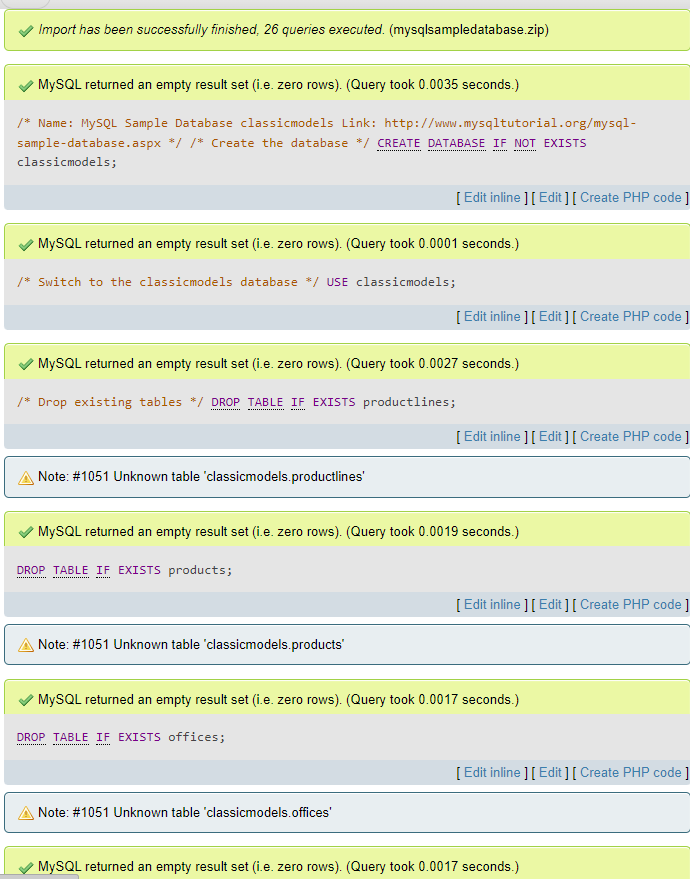 Import has been successfully finished, 26 queries executed. (mysqlsampledatabase.zip)
MySQL returned an empty result set (i.e. zero rows). (Query took 0.0035 seconds.)
/* Name: MySQL Sample Database classicmodels Link: http://www.mysqltutorial.org/mysql-
sample-database.aspx */ /* Create the database */ CREATE DATABASE IF NOT EXISTS
classicmodels;
[ Edit inline ] [ Edit ] [ Create PHP code ]
MySQL returned an empty result set (i.e. zero rows). (Query took 0.0001 seconds.)
/* Switch to the classicmodels database */ USE classicmodels;
[ Edit inline ] [ Edit ] [ Create PHP code ]
MySQL returned an empty result set (i.e. zero rows). (Query took 0.0027 seconds.)
/* Drop existing tables */ DROP TABLE IF EXISTS productlines;
[ Edit inline ] [ Edit ] [ Create PHP code ]
Note: #1051 Unknown table 'classicmodels.productlines'
MySQL returned an empty result set (i.e. zero rows). (Query took 0.0019 seconds.)
DROP TABLE IF EXISTS products;
[ Edit inline ] [ Edit ] [ Create PHP code ]
Note: #1051 Unknown table 'classicmodels.products'
MySQL returned an empty result set (i.e. zero rows). (Query took 0.0017 seconds.)
DROP TABLE IF EXISTS offices;
[ Edit inline ] [ Edit ] [ Create PHP code ]
Note: #1051 Unknown table 'classicmodels.offices'
MySQL returned an empty result set (i.e. zero rows). (Query took 0.0017 seconds.)